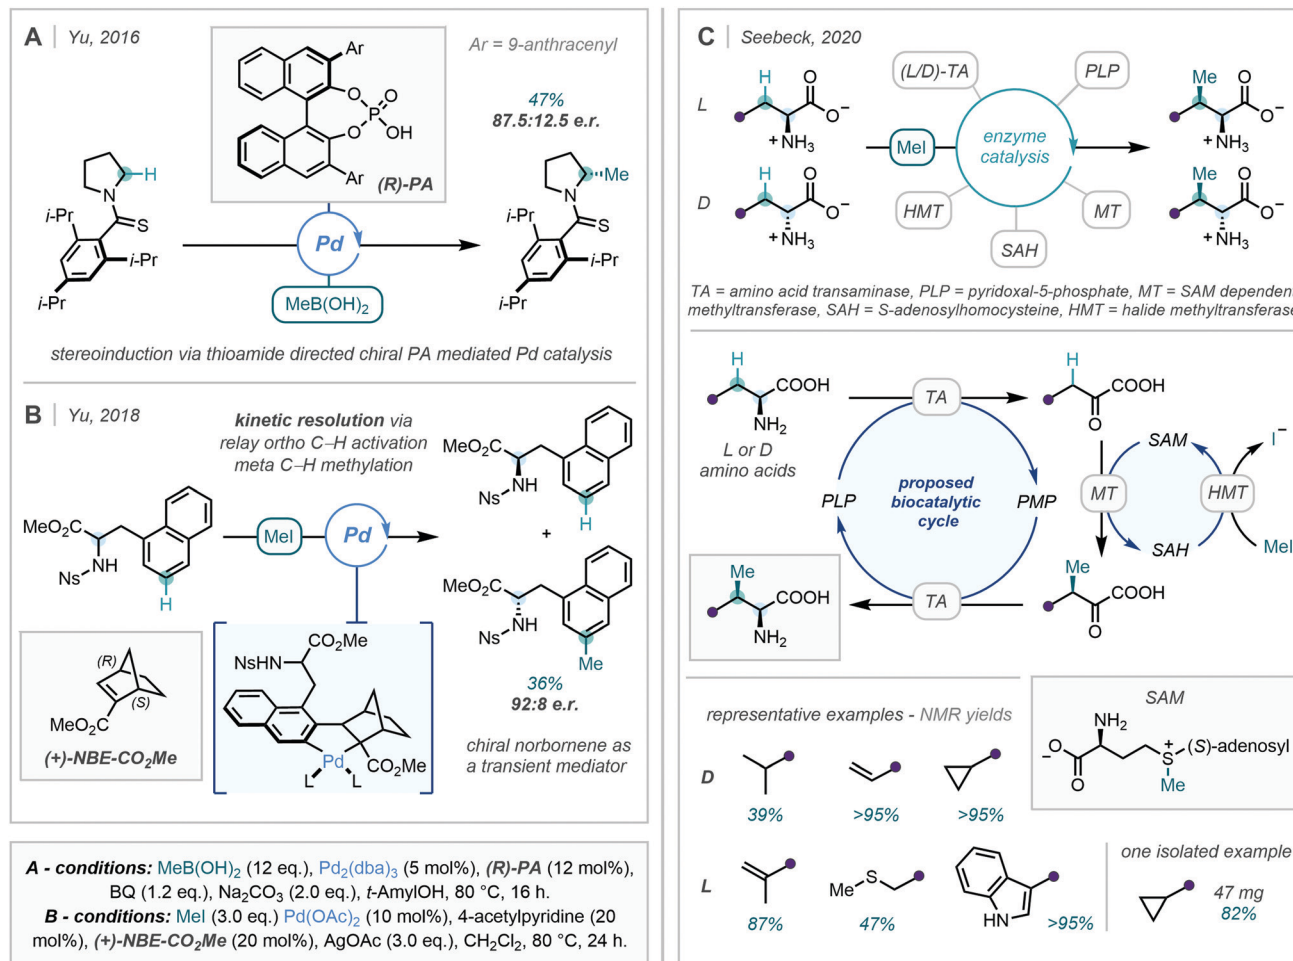 A | Yu, 2016
Ar
Ar = 9-anthracenyl
O
O
P
OH
O
Ar
(R)-PA
47%
87.5:12.5 e.r.
H
N
S
i-Pr
i-Pr
i-Pr
Pd
MeB(OH)2
Me
N
S
i-Pr
i-Pr
i-Pr
stereoinduction via thioamide directed chiral PA mediated Pd catalysis
B | Yu, 2018
kinetic resolution via
relay ortho C–H activation
meta C–H methylation
MeO2C
NH
Ns
H
MeI
Pd
MeO2C
NH
Ns
H
+
MeO2C
NH
Ns
Me
36%
92:8 e.r.
chiral norbornene as
a transient mediator
(R)
(S)
MeO2C
(+)-NBE-CO2Me
CO2Me
NsHN
Pd
CO2Me
L
L
A - conditions: MeB(OH)2 (12 eq.), Pd2(dba)3 (5 mol%), (R)-PA (12 mol%),
BQ (1.2 eq.), Na2CO3 (2.0 eq.), t-AmylOH, 80 °C, 16 h.
B - conditions: MeI (3.0 eq.) Pd(OAc)2 (10 mol%), 4-acetylpyridine (20
mol%), (+)-NBE-CO2Me (20 mol%), AgOAc (3.0 eq.), CH2Cl2, 80 °C, 24 h.
C | Seebeck, 2020
L
H
O
O−
+NH3
D
H
O
O−
+NH3
MeI
(L/D)-TA
PLP
enzyme
catalysis
HMT
MT
SAH
Me
O
O−
+NH3
Me
O
O−
+NH3
TA = amino acid transaminase, PLP = pyridoxal-5-phosphate, MT = SAM dependent
methyltransferase, SAH = S-adenosylhomocysteine, HMT = halide methyltransferase
H
COOH
NH2
L or D
amino acids
TA
H
COOH
O
PLP
proposed
biocatalytic
cycle
PMP
SAM
I−
MT
HMT
SAH
MeI
Me
COOH
NH2
TA
Me
COOH
O
representative examples - NMR yields
D
39%
>95%
>95%
L
87%
Me
S
47%
NH
>95%
SAM
NH2
−O
O
+
S
(S)-adenosyl
Me
one isolated example
47 mg
82%